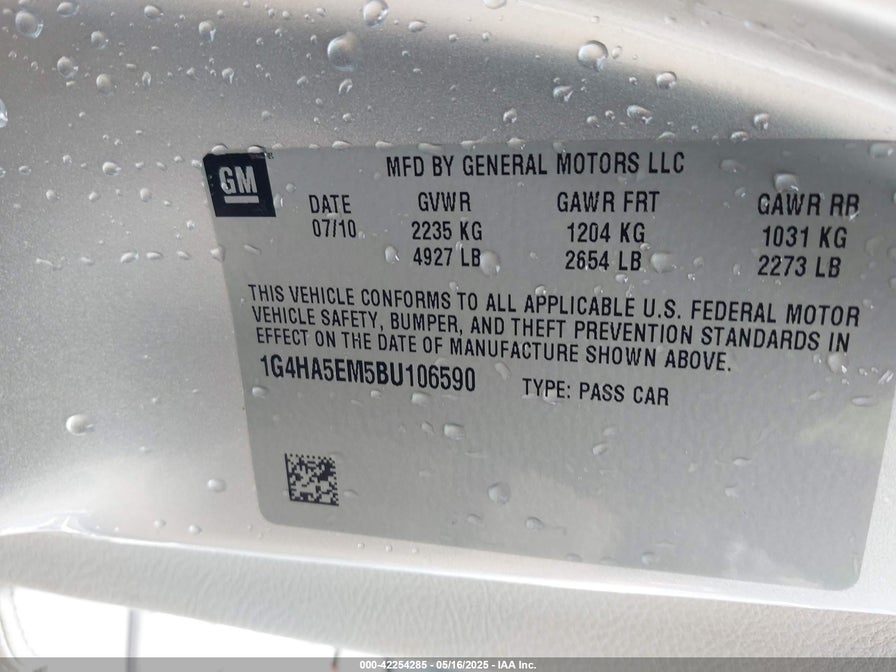 GM
MFD BY GENERAL MOTORS LLC
DATE GVWR GAWR FRT GAWR RR
07/10 2235 KG 1204 KG 1031 KG
4927 LB 2654 LB 2273 LB
THIS VEHICLE CONFORMS TO ALL APPLICABLE U.S. FEDERAL MOTOR
VEHICLE SAFETY, BUMPER, AND THEFT PREVENTION STANDARDS IN
EFFECT ON THE DATE OF MANUFACTURE SHOWN ABOVE.
1G4HA5EM5BU106590 TYPE: PASS CAR
000-42254285 - 05/16/2025 - IAA Inc.